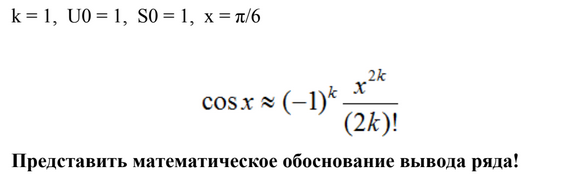 k = 1, U0 = 1, S0 = 1, x = π/6
cos x ≈ (−1)^k x^{2k} / (2k)!
Представить математическое обоснование вывода ряда!